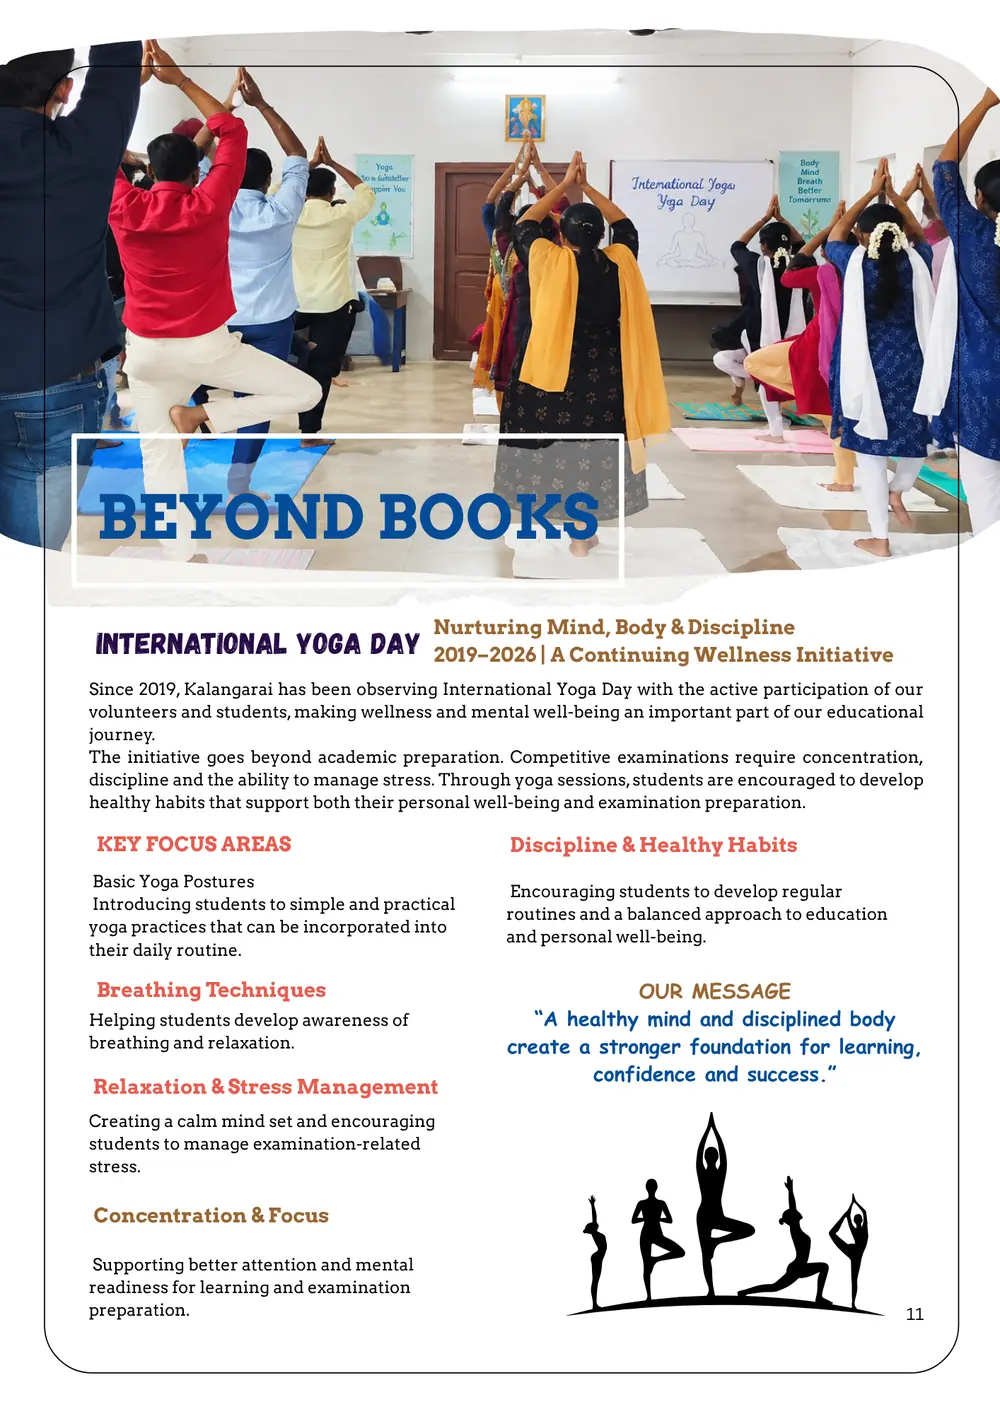 Yoga
Support You
International Yoga
Yoga Day
Body
Mind
Breath
Better
Tomorrow
BEYOND BOOKS
INTERNATIONAL YOGA DAY
Nurturing Mind, Body & Discipline
2019–2026 | A Continuing Wellness Initiative
Since 2019, Kalangarai has been observing International Yoga Day with the active participation of our
volunteers and students, making wellness and mental well-being an important part of our educational
journey.
The initiative goes beyond academic preparation. Competitive examinations require concentration,
discipline and the ability to manage stress. Through yoga sessions, students are encouraged to develop
healthy habits that support both their personal well-being and examination preparation.
KEY FOCUS AREAS
Basic Yoga Postures
Introducing students to simple and practical
yoga practices that can be incorporated into
their daily routine.
Breathing Techniques
Helping students develop awareness of
breathing and relaxation.
Relaxation & Stress Management
Creating a calm mind set and encouraging
students to manage examination-related
stress.
Concentration & Focus
Supporting better attention and mental
readiness for learning and examination
preparation.
Discipline & Healthy Habits
Encouraging students to develop regular
routines and a balanced approach to education
and personal well-being.
OUR MESSAGE
“A healthy mind and disciplined body
create a stronger foundation for learning,
confidence and success.”
11